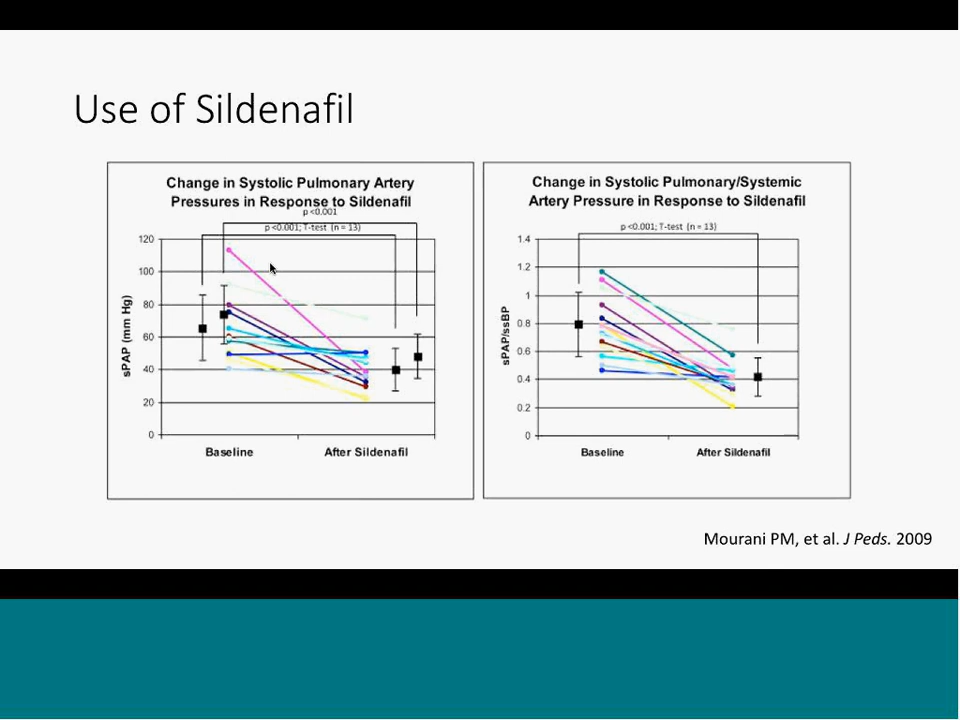 Use of Sildenafil
Change in Systolic Pulmonary Artery
Pressures in Response to Sildenafil
p <0.001
p <0.001; T-test (n = 13)
120
100
80
60
40
20
0
sPAP (mm Hg)
Baseline
After Sildenafil
Change in Systolic Pulmonary/Systemic
Artery Pressure in Response to Sildenafil
p <0.001; T-test (n = 13)
1.4
1.2
1
0.8
0.6
0.4
0.2
0
sPAP/ssBP
Baseline
After Sildenafil
Mourani PM, et al. J Peds. 2009